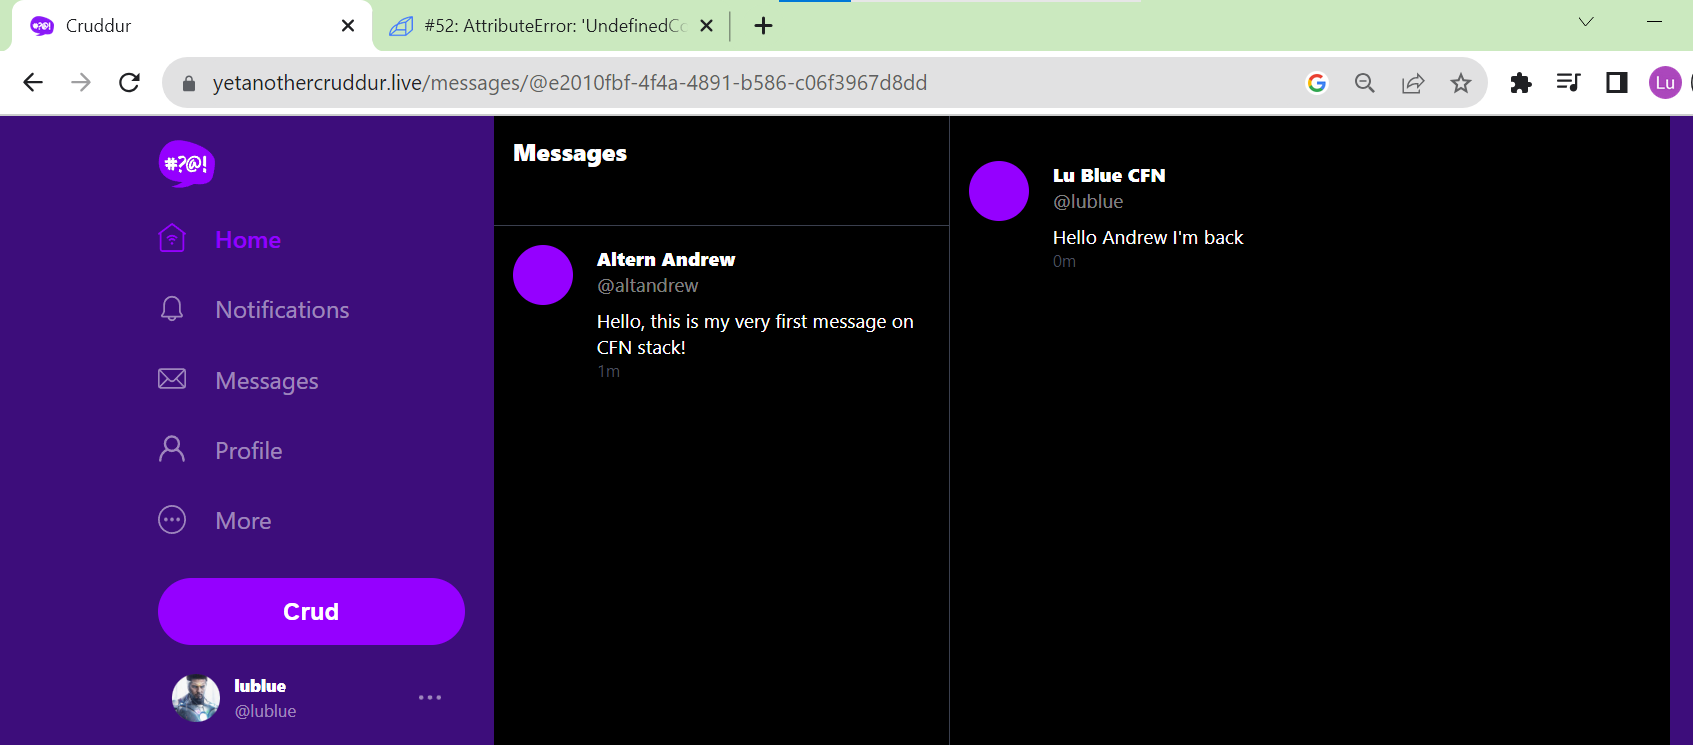 Cruddur
#52: AttributeError: 'UndefinedCo
yetanothercruddur.live/messages/@e2010fbf-4f4a-4891-b586-c06f3967d8dd
Lu
#?@!
Home
Notifications
Messages
Profile
More
Crud
lublue
@lublue
Messages
Altern Andrew
@altandrew
Hello, this is my very first message on
CFN stack!
1m
Lu Blue CFN
@lublue
Hello Andrew I'm back
0m